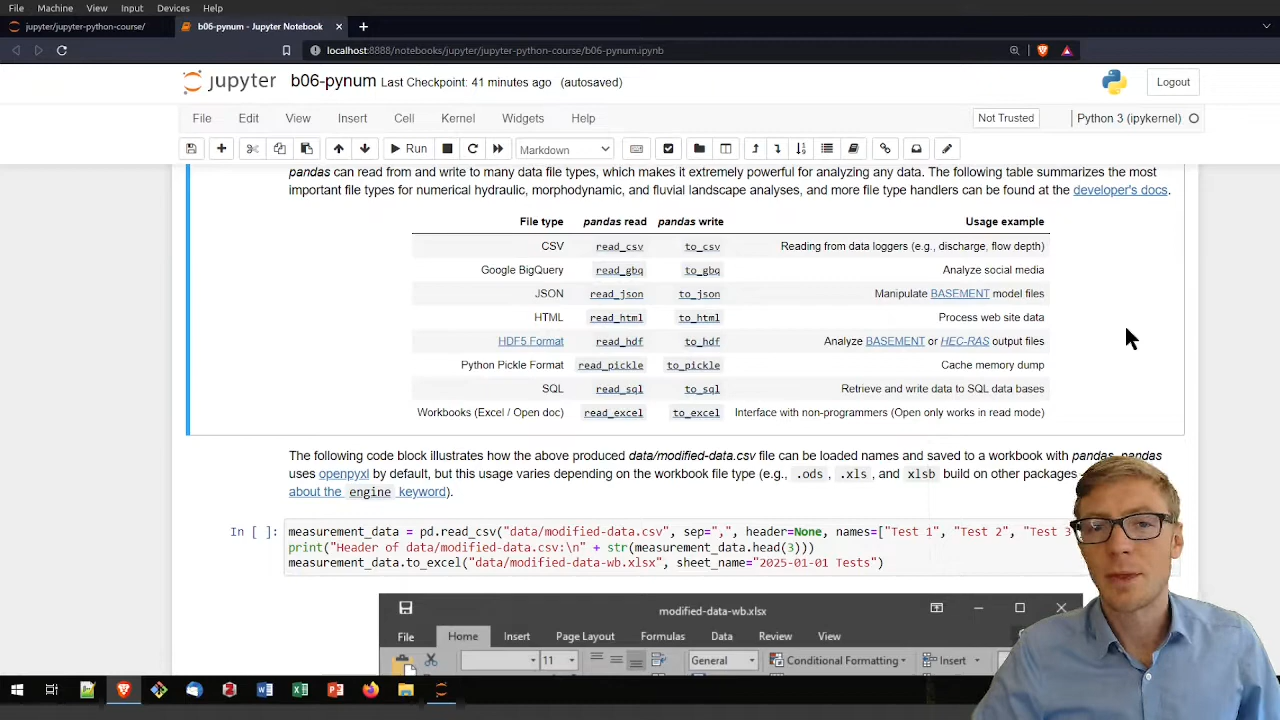 File Machine View Input Devices Help
jupyter/jupyter-python-course/
b06-pynum - Jupyter Notebook
localhost:8888/notebooks/jupyter/jupyter-python-course/b06-pynum.ipynb
jupyter b06-pynum Last Checkpoint: 41 minutes ago (autosaved)
Logout
File Edit View Insert Cell Kernel Widgets Help
Not Trusted Python 3 (ipykernel)
Run Markdown
pandas can read from and write to many data file types, which makes it extremely powerful for analyzing any data. The following table summarizes the most
important file types for numerical hydraulic, morphodynamic, and fluvial landscape analyses, and more file type handlers can be found at the developer's docs.
File type pandas read pandas write Usage example
CSV read_csv to_csv Reading from data loggers (e.g., discharge, flow depth)
Google BigQuery read_gbq to_gbq Analyze social media
JSON read_json to_json Manipulate BASEMENT model files
HTML read_html to_html Process web site data
HDF5 Format read_hdf to_hdf Analyze BASEMENT or HEC-RAS output files
Python Pickle Format read_pickle to_pickle Cache memory dump
SQL read_sql to_sql Retrieve and write data to SQL data bases
Workbooks (Excel / Open doc) read_excel to_excel Interface with non-programmers (Open only works in read mode)
The following code block illustrates how the above produced data/modified-data.csv file can be loaded names and saved to a workbook with pandas. pandas
uses openpyxl by default, but this usage varies depending on the workbook file type (e.g., .ods, .xls, and xlsb build on other packages
about the engine keyword).
In [ ]: measurement_data = pd.read_csv("data/modified-data.csv", sep=",", header=None, names=["Test 1", "Test 2", "Test 3
print("Header of data/modified-data.csv:\n" + str(measurement_data.head(3)))
measurement_data.to_excel("data/modified-data-wb.xlsx", sheet_name="2025-01-01 Tests")
modified-data-wb.xlsx
File Home Insert Page Layout Formulas Data Review View
11 General Conditional Formatting Insert